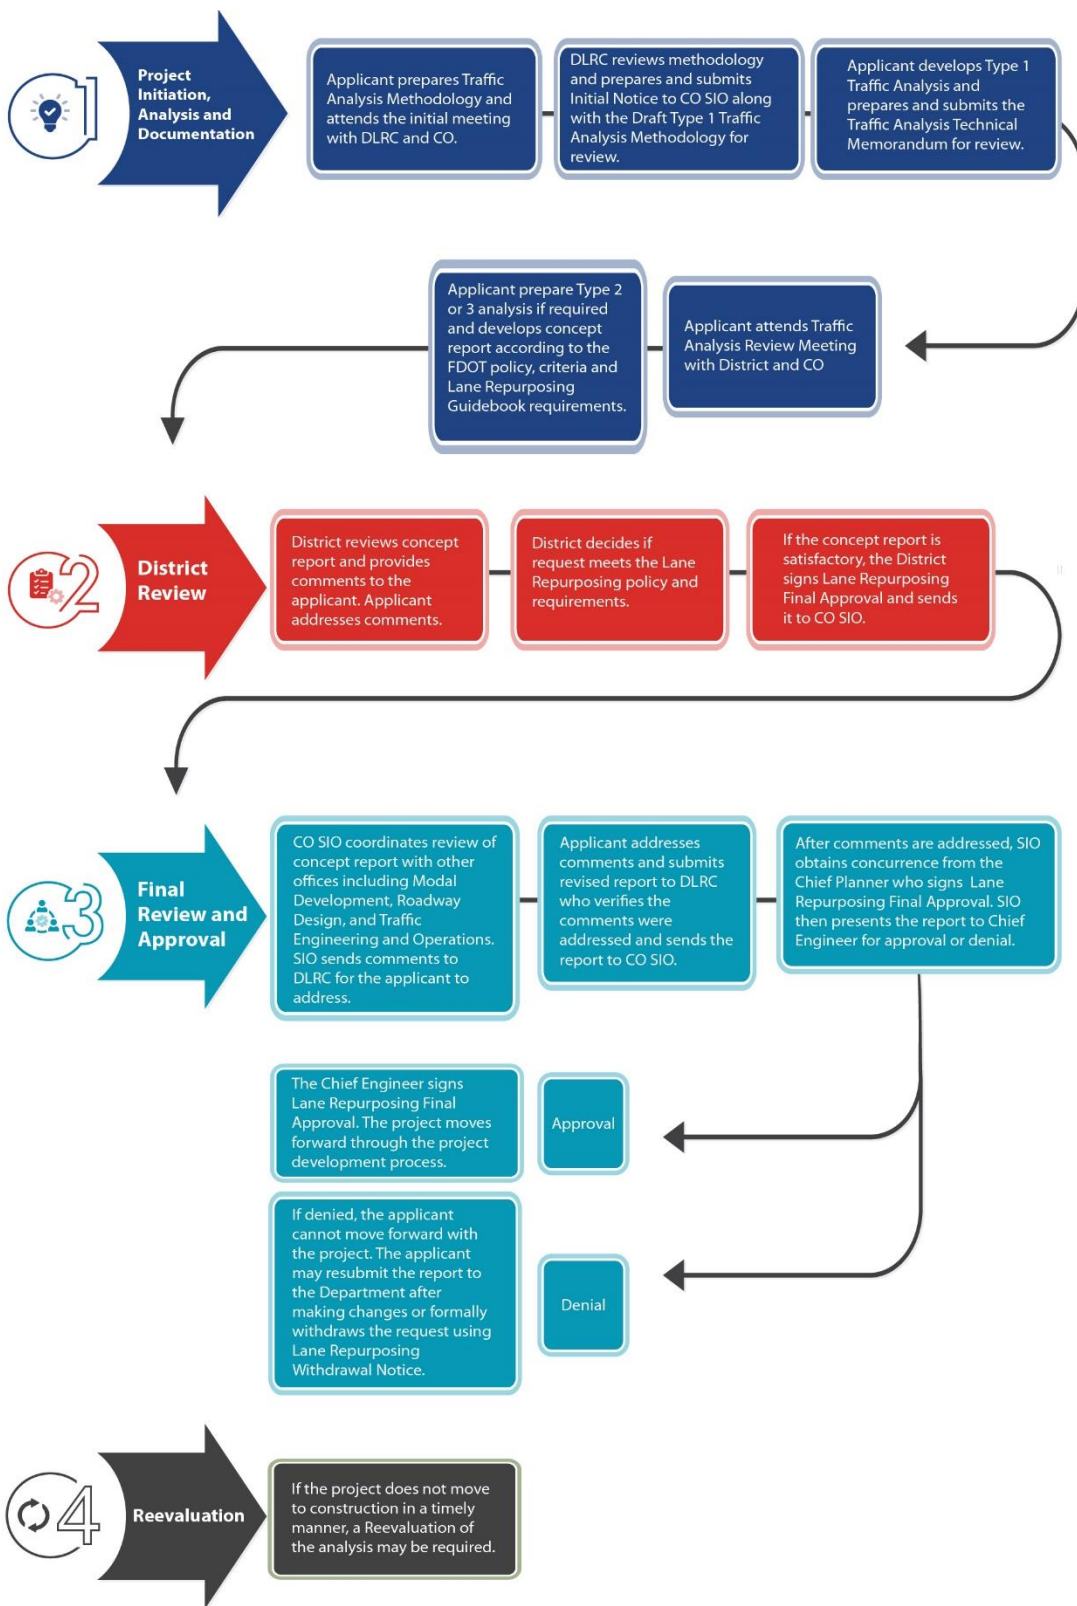 1
Project
Initiation,
Analysis and
Documentation
Applicant prepares Traffic
Analysis Methodology and
attends the initial meeting
with DLRC and CO.
DLRC reviews methodology
and prepares and submits
Initial Notice to CO SIO along
with the Draft Type 1 Traffic
Analysis Methodology for
review.
Applicant develops Type 1
Traffic Analysis and
prepares and submits the
Traffic Analysis Technical
Memorandum for review.
Applicant attends Traffic
Analysis Review Meeting
with District and CO
Applicant prepare Type 2
or 3 analysis if required
and develops concept
report according to the
FDOT policy, criteria and
Lane Repurposing
Guidebook requirements.
2
District
Review
District reviews concept
report and provides
comments to the
applicant. Applicant
addresses comments.
District decides if
request meets the Lane
Repurposing policy and
requirements.
If the concept report is
satisfactory, the District
signs Lane Repurposing
Final Approval and sends
it to CO SIO.
3
Final
Review and
Approval
CO SIO coordinates review of
concept report with other
offices including Modal
Development, Roadway
Design, and Traffic
Engineering and Operations.
SIO sends comments to
DLRC for the applicant to
address.
Applicant addresses
comments and submits
revised report to DLRC
who verifies the
comments were
addressed and sends the
report to CO SIO.
After comments are addressed, SIO
obtains concurrence from the
Chief Planner who signs Lane
Repurposing Final Approval. SIO
then presents the report to Chief
Engineer for approval or denial.
Approval
The Chief Engineer signs
Lane Repurposing Final
Approval. The project moves
forward through the project
development process.
Denial
If denied, the applicant
cannot move forward with
the project. The applicant
may resubmit the report to
the Department after
making changes or formally
withdraws the request using
Lane Repurposing
Withdrawal Notice.
4
Reevaluation
If the project does not move
to construction in a timely
manner, a Reevaluation of
the analysis may be required.